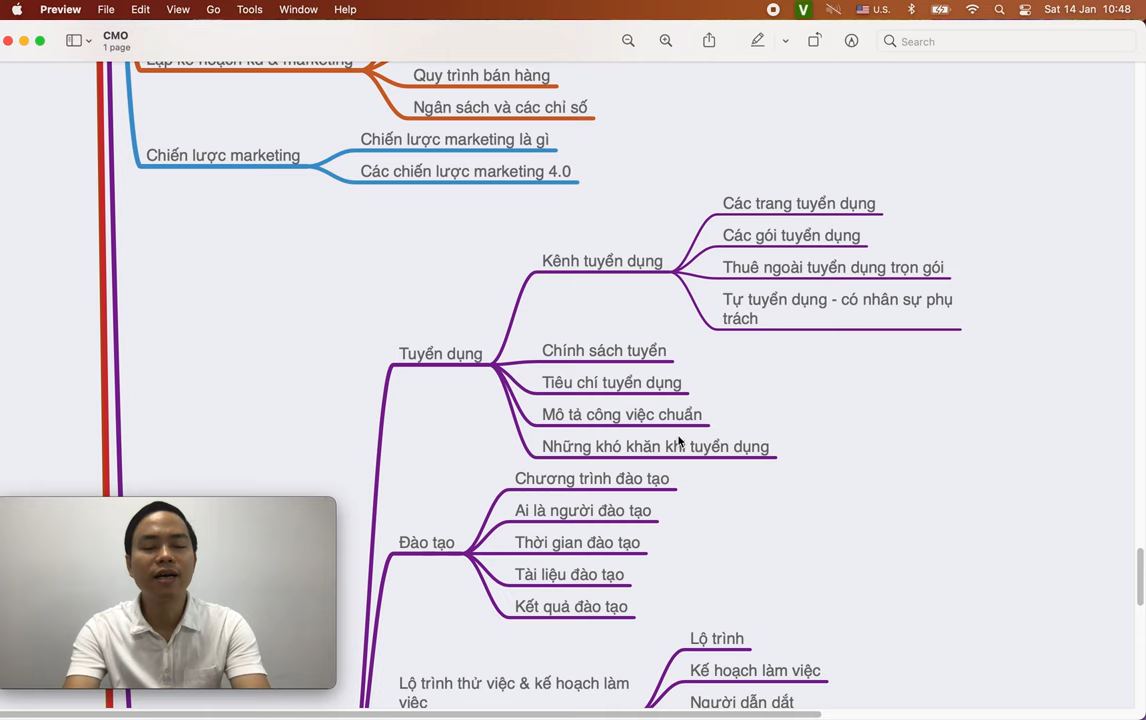 Preview File Edit View Go Tools Window Help V U.S. Sat 14 Jan 10:48
CMO
1 page
Search
Lập kế hoạch kd & marketing
Quy trình bán hàng
Ngân sách và các chỉ số
Chiến lược marketing
Chiến lược marketing là gì
Các chiến lược marketing 4.0
Các trang tuyển dụng
Các gói tuyển dụng
Kênh tuyển dụng
Thuê ngoài tuyển dụng trọn gói
Tự tuyển dụng - có nhân sự phụ
trách
Tuyển dụng
Chính sách tuyển
Tiêu chí tuyển dụng
Mô tả công việc chuẩn
Những khó khăn khi tuyển dụng
Chương trình đào tạo
Ai là người đào tạo
Đào tạo
Thời gian đào tạo
Tài liệu đào tạo
Kết quả đào tạo
Lộ trình
Kế hoạch làm việc
Lộ trình thử việc & kế hoạch làm
việc
Người dẫn dắt